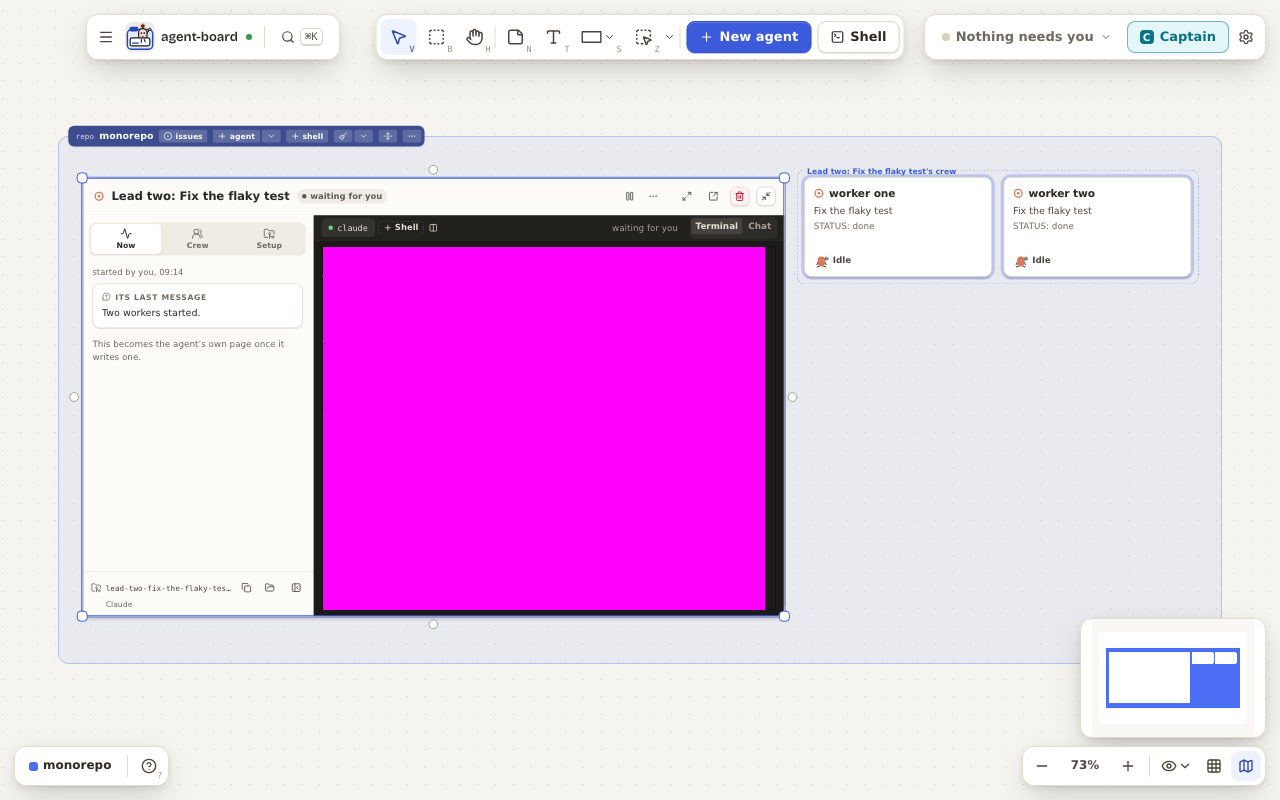 agent-board
⌘K
V
B
H
N
T
S
Z
+ New agent
Shell
Nothing needs you
C Captain
repo monorepo issues + agent + shell
Lead two: Fix the flaky test
waiting for you
Now
Crew
Setup
started by you, 09:14
ITS LAST MESSAGE
Two workers started.
This becomes the agent’s own page once it
writes one.
lead-two-fix-the-flaky-tes…
Claude
claude
+ Shell
waiting for you
Terminal
Chat
Lead two: Fix the flaky test's crew
worker one
Fix the flaky test
STATUS: done
Idle
worker two
Fix the flaky test
STATUS: done
Idle
monorepo
?
73%